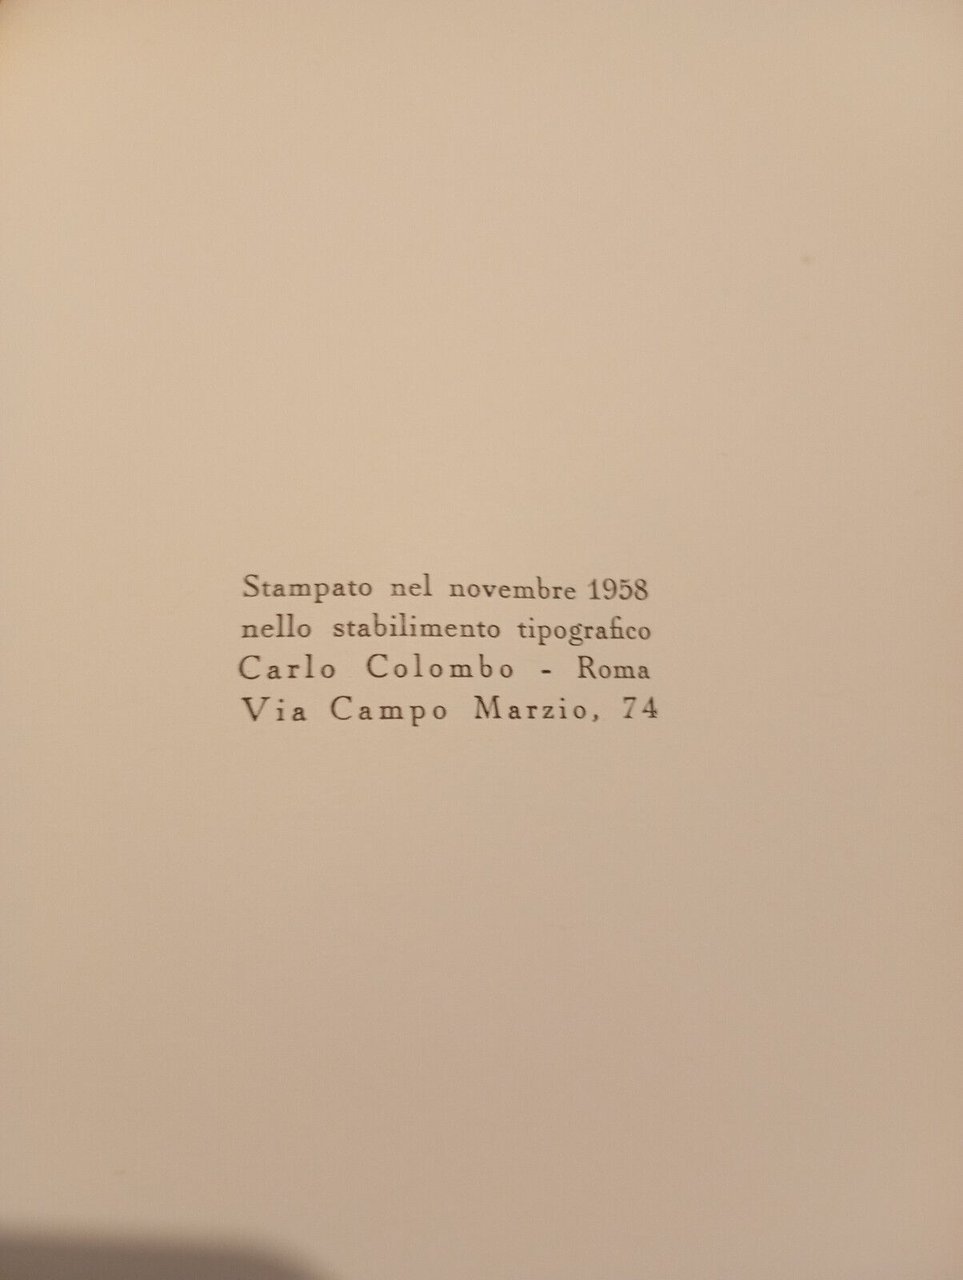 Stampato nel novembre 1958
nello stabilimento tipografico
Carlo Colombo - Roma
Via Campo Marzio, 74